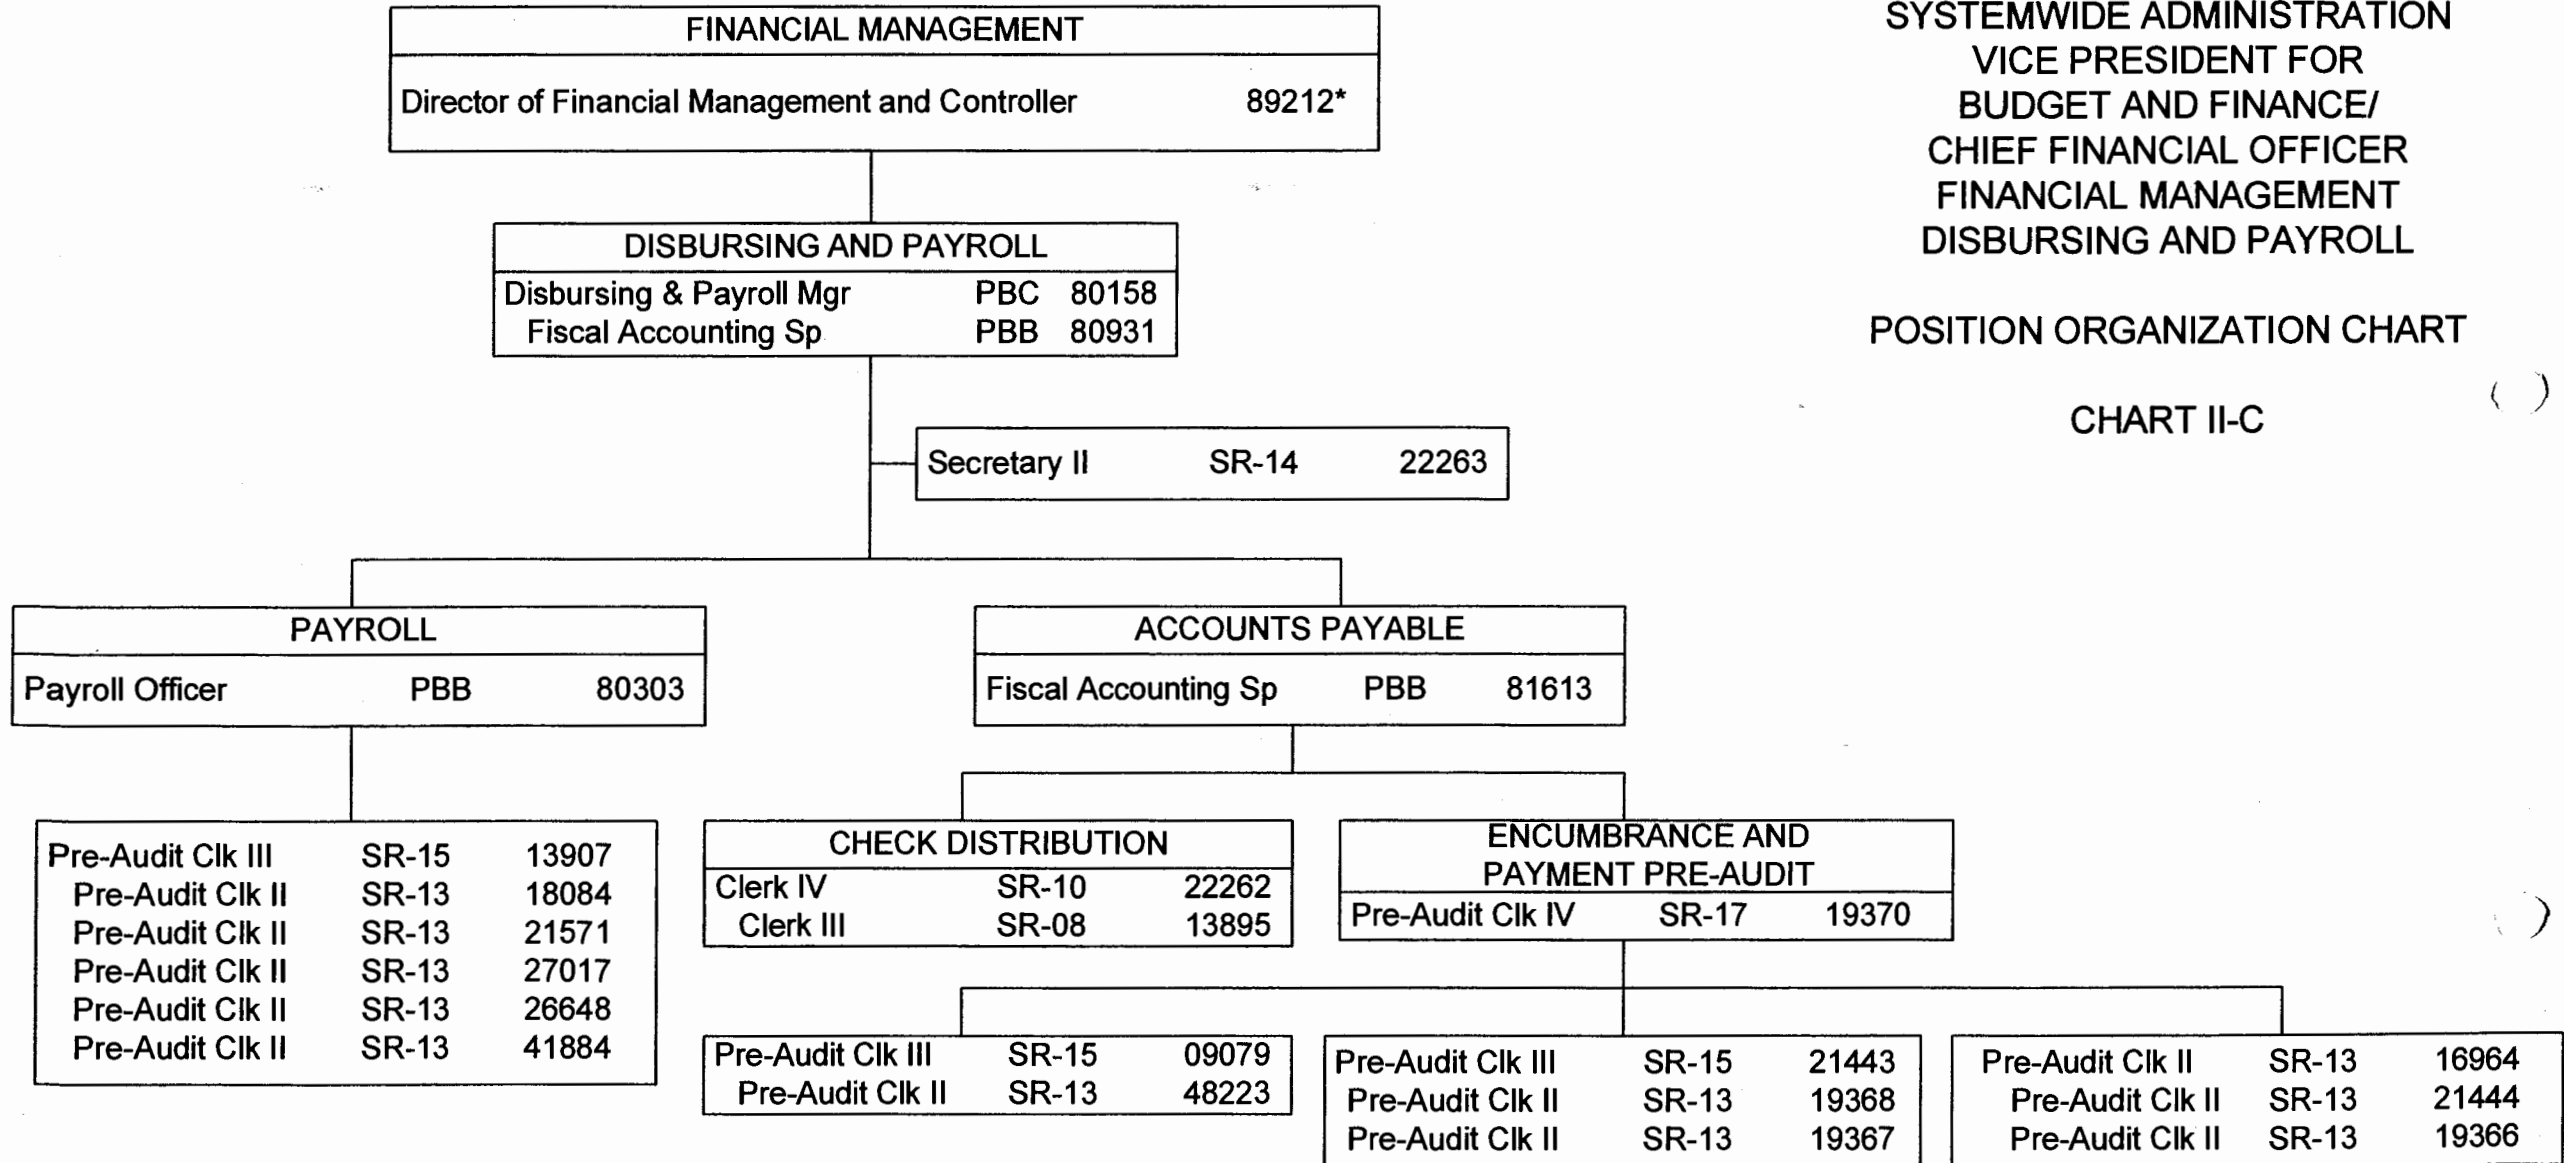 FINANCIAL MANAGEMENT
Director of Financial Management and Controller 89212*
SYSTEMWIDE ADMINISTRATION
VICE PRESIDENT FOR
BUDGET AND FINANCE/
CHIEF FINANCIAL OFFICER
FINANCIAL MANAGEMENT
DISBURSING AND PAYROLL
POSITION ORGANIZATION CHART
CHART II-C
DISBURSING AND PAYROLL
Disbursing & Payroll Mgr PBC 80158
Fiscal Accounting Sp PBB 80931
Secretary II SR-14 22263
PAYROLL
Payroll Officer PBB 80303
ACCOUNTS PAYABLE
Fiscal Accounting Sp PBB 81613
Pre-Audit Clk III SR-15 13907
Pre-Audit Clk II SR-13 18084
Pre-Audit Clk II SR-13 21571
Pre-Audit Clk II SR-13 27017
Pre-Audit Clk II SR-13 26648
Pre-Audit Clk II SR-13 41884
CHECK DISTRIBUTION
Clerk IV SR-10 22262
Clerk III SR-08 13895
ENCUMBRANCE AND
PAYMENT PRE-AUDIT
Pre-Audit Clk IV SR-17 19370
Pre-Audit Clk III SR-15 09079
Pre-Audit Clk II SR-13 48223
Pre-Audit Clk III SR-15 21443
Pre-Audit Clk II SR-13 19368
Pre-Audit Clk II SR-13 19367
Pre-Audit Clk II SR-13 16964
Pre-Audit Clk II SR-13 21444
Pre-Audit Clk II SR-13 19366